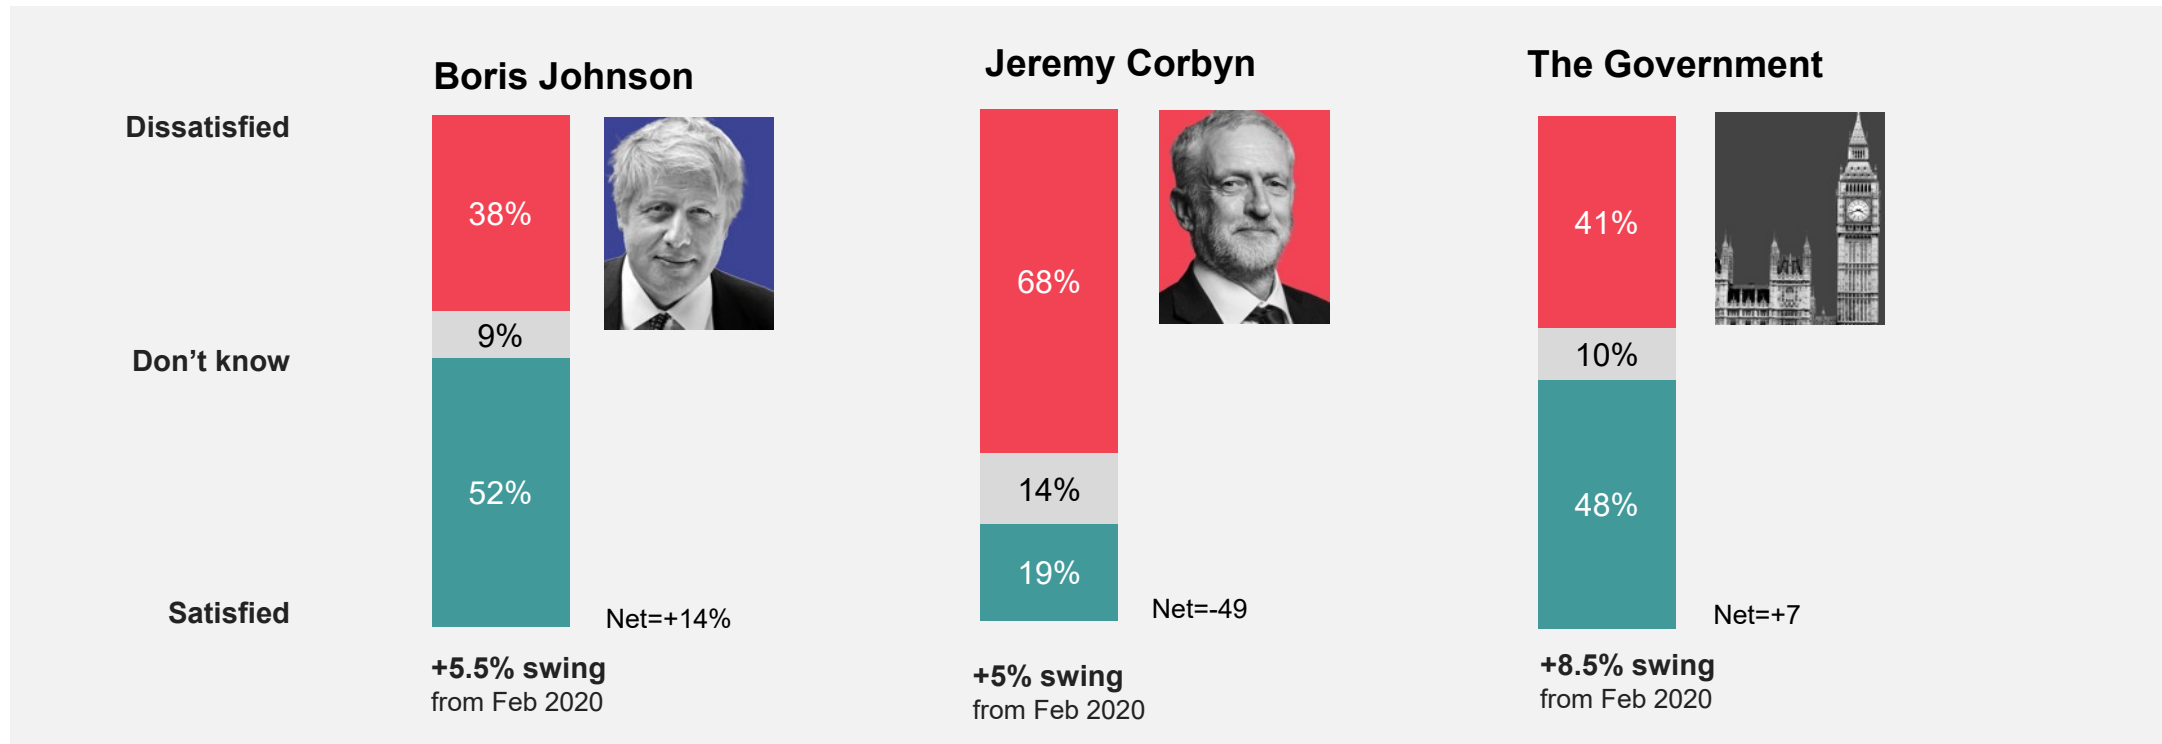 Boris Johnson
Jeremy Corbyn
The Government
Dissatisfied
Don’t know
Satisfied
38%
9%
52%
Net=+14%
+5.5% swing
from Feb 2020
68%
14%
19%
Net=-49
+5% swing
from Feb 2020
41%
10%
48%
Net=+7
+8.5% swing
from Feb 2020